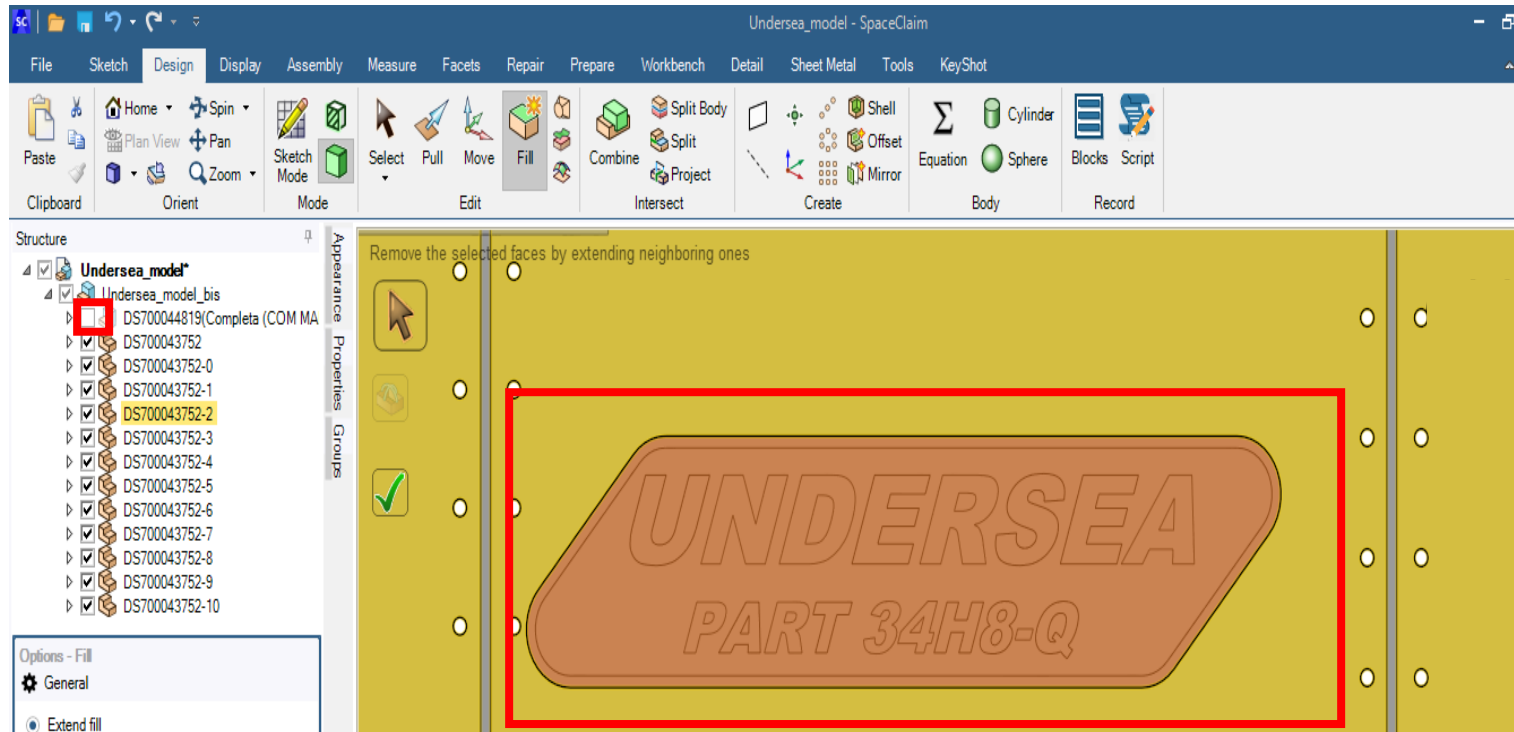 SC Undersea_model - SpaceClaim
File Sketch Design Display Assembly Measure Facets Repair Prepare Workbench Detail Sheet Metal Tools KeyShot
Paste
Home Spin
Plan View Pan
Zoom
Sketch Mode
Select Pull Move Fill
Combine
Split Body
Split
Project
Shell
Offset
Mirror
Equation
Cylinder
Sphere
Blocks Script
Clipboard Orient Mode Edit Intersect Create Body Record
Structure
Undersea_model*
Undersea_model_bis
DS700044819(Completa (COM MA
DS700043752
DS700043752-0
DS700043752-1
DS700043752-2
DS700043752-3
DS700043752-4
DS700043752-5
DS700043752-6
DS700043752-7
DS700043752-8
DS700043752-9
DS700043752-10
Options - Fill
General
Extend fill
Appearance
Properties
Groups
Remove the selected faces by extending neighboring ones
UNDERSEA
PART 34H8-Q